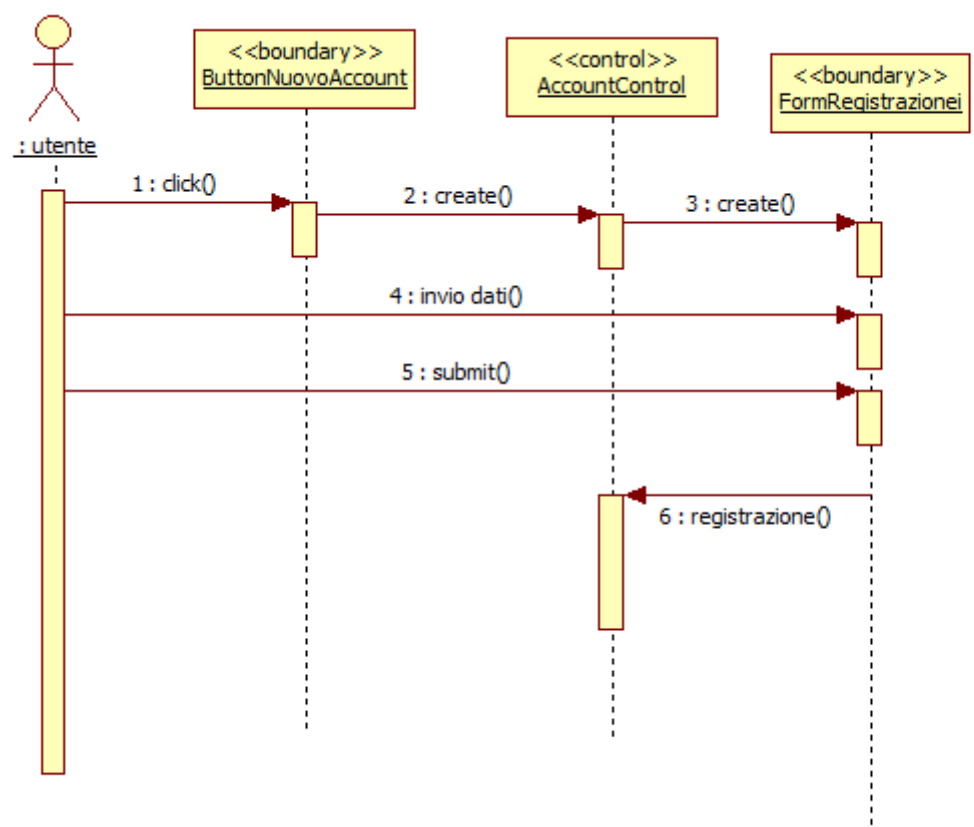 <<boundary>>
ButtonNuovoAccount
<<control>>
AccountControl
<<boundary>>
FormRegistrazionei
: utente
1 : click()
2 : create()
3 : create()
4 : invio dati()
5 : submit()
6 : registrazione()